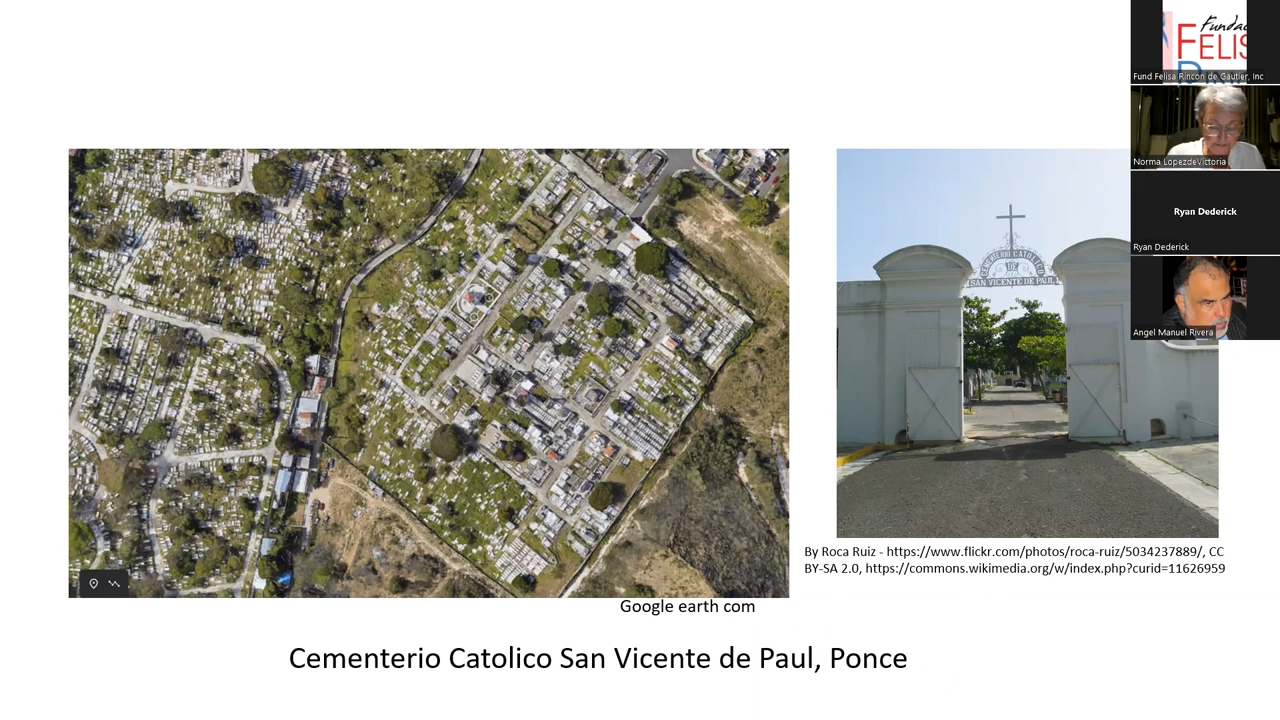 CEMENTERIO CATOLICO
DE
SAN VICENTE DE PAUL
By Roca Ruiz - https://www.flickr.com/photos/roca-ruiz/5034237889/, CC
BY-SA 2.0, https://commons.wikimedia.org/w/index.php?curid=11626959
Google earth com
Cementerio Catolico San Vicente de Paul, Ponce
Fund Felisa Rincon de Gautier, Inc
Norma LopezdeVictoria
Ryan Dederick
Ryan Dederick
Angel Manuel Rivera